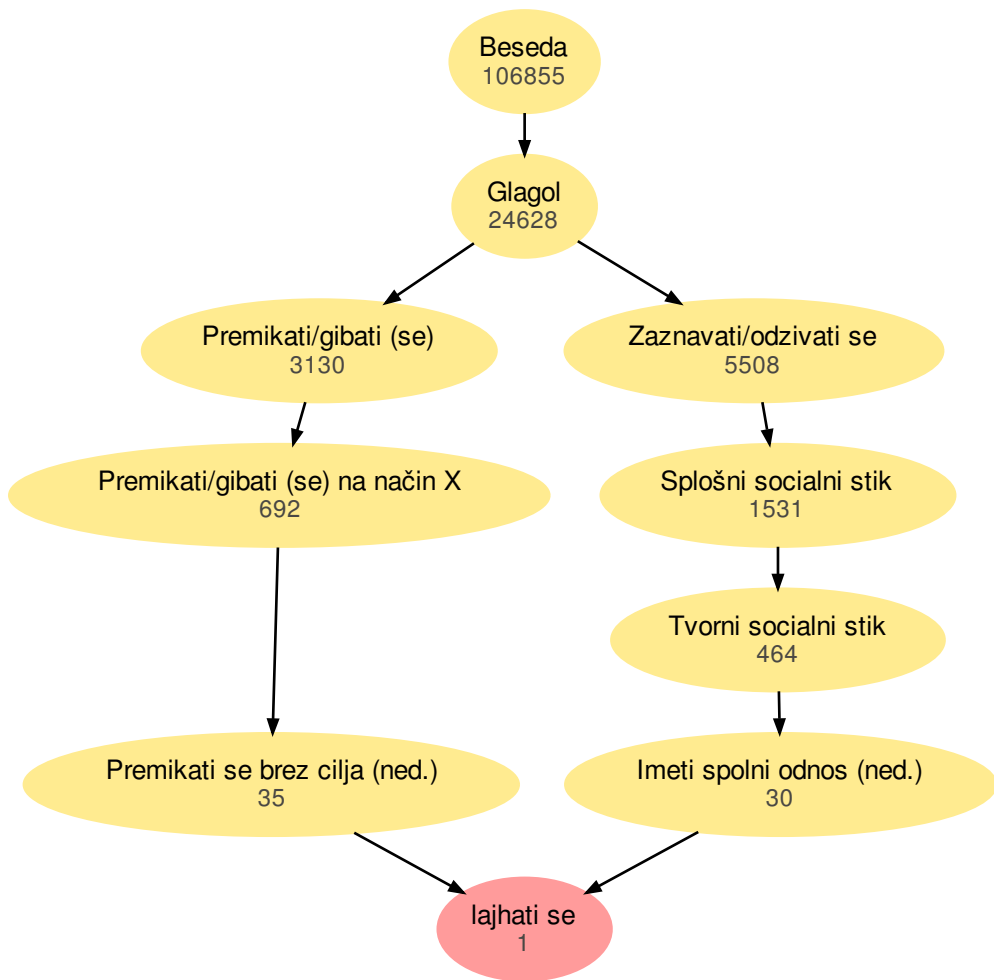 Beseda
106855
Glagol
24628
Premikati/gibati (se)
3130
Zaznavati/odzivati se
5508
Premikati/gibati (se) na način X
692
Splošni socialni stik
1531
Tvorni socialni stik
464
Premikati se brez cilja (ned.)
35
Imeti spolni odnos (ned.)
30
lajhati se
1